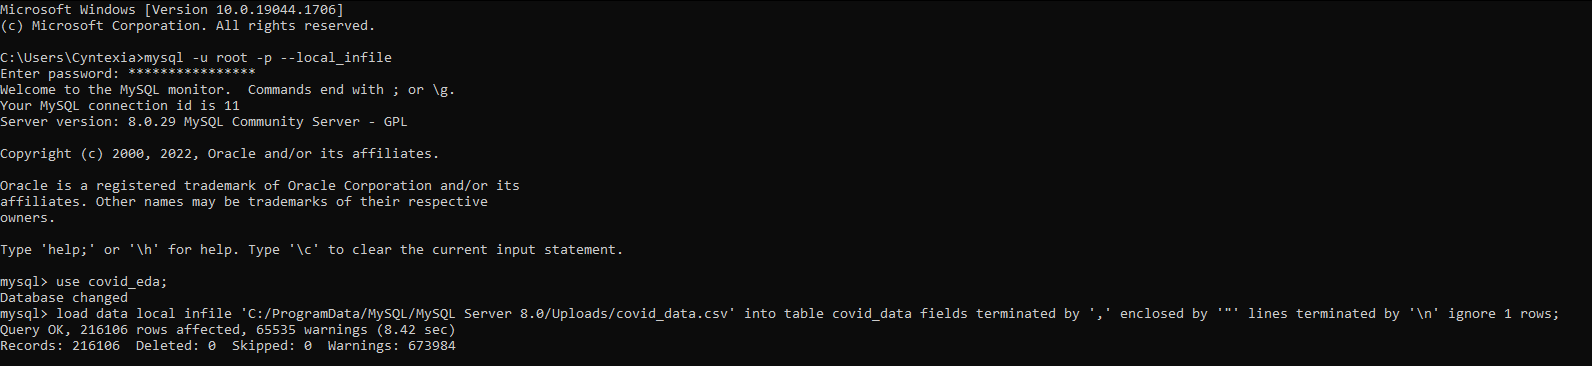 Microsoft Windows [Version 10.0.19044.1706]
(c) Microsoft Corporation. All rights reserved.
C:\Users\Cyntexia>mysql -u root -p --local_infile
Enter password: ****************
Welcome to the MySQL monitor.  Commands end with ; or \g.
Your MySQL connection id is 11
Server version: 8.0.29 MySQL Community Server - GPL
Copyright (c) 2000, 2022, Oracle and/or its affiliates.
Oracle is a registered trademark of Oracle Corporation and/or its
affiliates. Other names may be trademarks of their respective
owners.
Type 'help;' or '\h' for help. Type '\c' to clear the current input statement.
mysql> use covid_eda;
Database changed
mysql> load data local infile 'C:/ProgramData/MySQL/MySQL Server 8.0/Uploads/covid_data.csv' into table covid_data fields terminated by ',' enclosed by '"' lines terminated by '\n' ignore 1 rows;
Query OK, 216106 rows affected, 65535 warnings (8.42 sec)
Records: 216106  Deleted: 0  Skipped: 0  Warnings: 673984